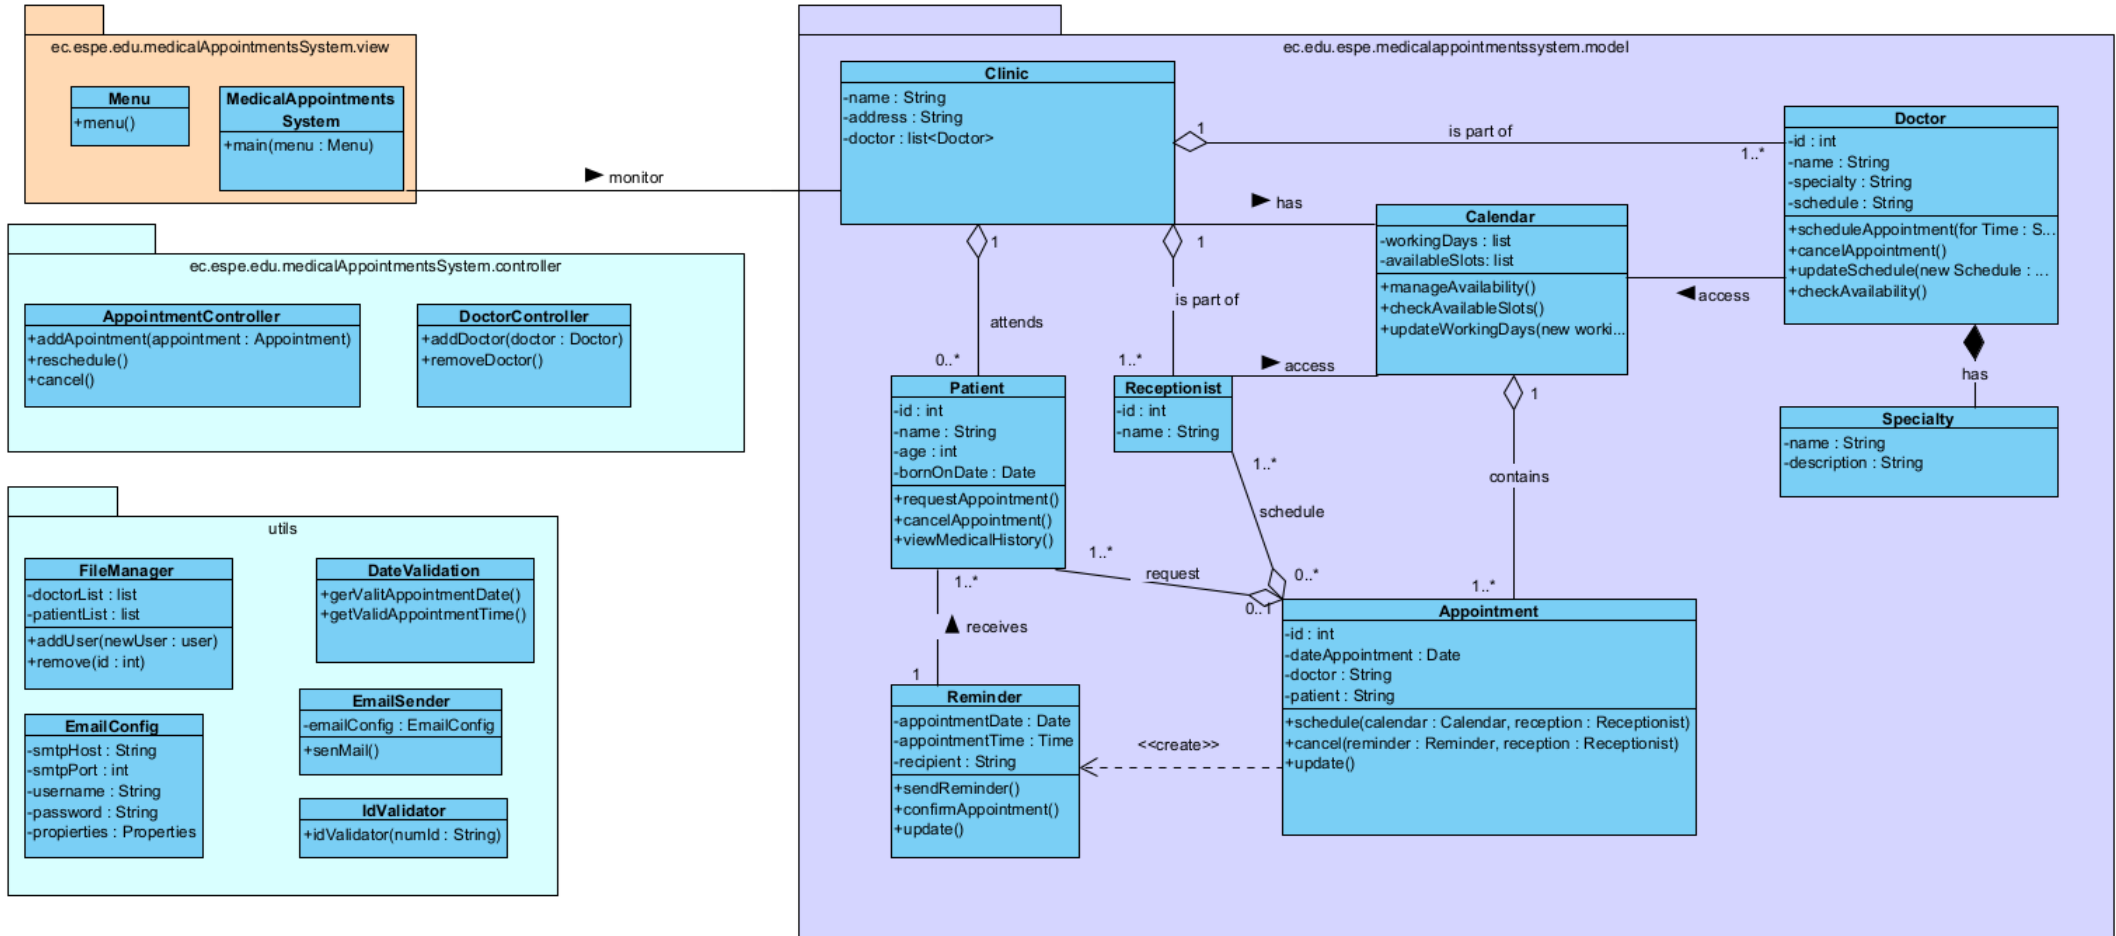 ec.espe.edu.medicalAppointmentsSystem.view
Menu
+menu()
MedicalAppointments
System
+main(menu : Menu)
monitor
ec.espe.edu.medicalAppointmentsSystem.controller
AppointmentController
+addApointment(appointment : Appointment)
+reschedule()
+cancel()
DoctorController
+addDoctor(doctor : Doctor)
+removeDoctor()
utils
FileManager
-doctorList : list
-patientList : list
+addUser(newUser : user)
+remove(id : int)
DateValidation
+gerValitAppointmentDate()
+getValidAppointmentTime()
EmailConfig
-smtpHost : String
-smtpPort : int
-username : String
-password : String
-propierties : Properties
EmailSender
-emailConfig : EmailConfig
+senMail()
IdValidator
+idValidator(numId : String)
ec.edu.espe.medicalappointmentssystem.model
Clinic
-name : String
-address : String
-doctor : list<Doctor>
1
is part of
1..*
Doctor
-id : int
-name : String
-specialty : String
-schedule : String
+scheduleAppointment(for Time : S...
+cancelAppointment()
+updateSchedule(new Schedule : ...
+checkAvailability()
has
Calendar
-workingDays : list
-availableSlots: list
+manageAvailability()
+checkAvailableSlots()
+updateWorkingDays(new worki...
access
1
attends
0..*
1
is part of
1..*
access
has
Specialty
-name : String
-description : String
Patient
-id : int
-name : String
-age : int
-bornOnDate : Date
+requestAppointment()
+cancelAppointment()
+viewMedicalHistory()
Receptionist
-id : int
-name : String
1..*
schedule
0..*
1
contains
1..*
1..*
request
0..1
1..*
receives
1
Reminder
-appointmentDate : Date
-appointmentTime : Time
-recipient : String
+sendReminder()
+confirmAppointment()
+update()
<<create>>
Appointment
-id : int
-dateAppointment : Date
-doctor : String
-patient : String
+schedule(calendar : Calendar, reception : Receptionist)
+cancel(reminder : Reminder, reception : Receptionist)
+update()